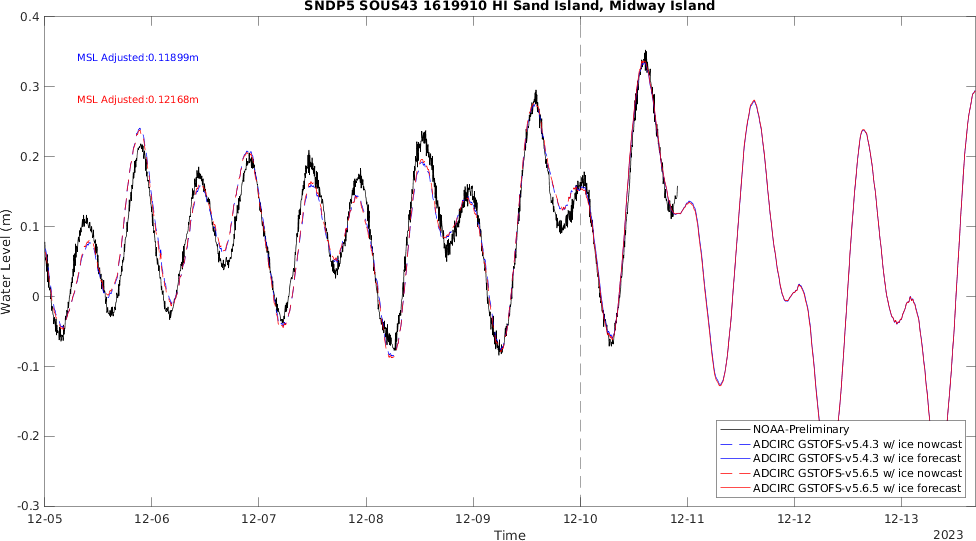 SNDP5 SOUS43 1619910 HI Sand Island, Midway Island
0.4
MSL Adjusted:0.11899m
0.3
MSL Adjusted:0.12168m
0.2
0.1
Water Level (m)
0
-0.1
-0.2
-0.3
NOAA-Preliminary
ADCIRC GSTOFS-v5.4.3 w/ ice nowcast
ADCIRC GSTOFS-v5.4.3 w/ ice forecast
ADCIRC GSTOFS-v5.6.5 w/ ice nowcast
ADCIRC GSTOFS-v5.6.5 w/ ice forecast
12-05 12-06 12-07 12-08 12-09 12-10 12-11 12-12 12-13
Time
2023